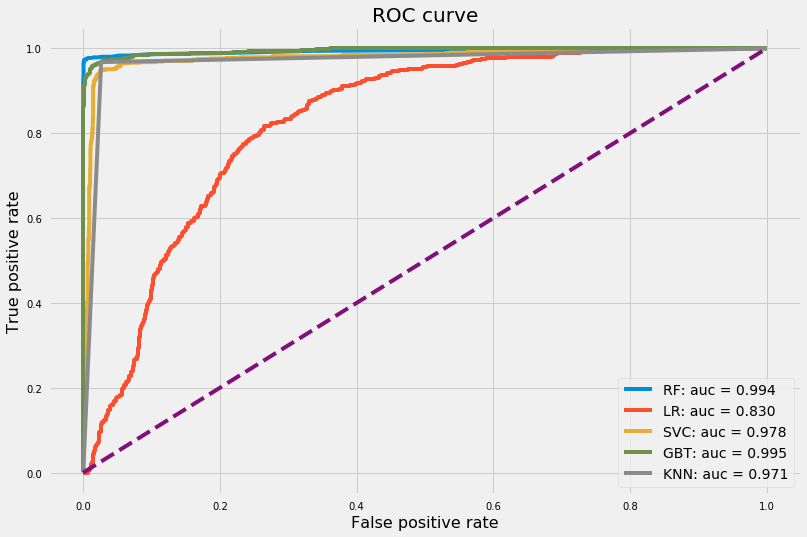 ROC curve
True positive rate
1.0
0.8
0.6
0.4
0.2
0.0
0.0 0.2 0.4 0.6 0.8 1.0
False positive rate
RF: auc = 0.994
LR: auc = 0.830
SVC: auc = 0.978
GBT: auc = 0.995
KNN: auc = 0.971